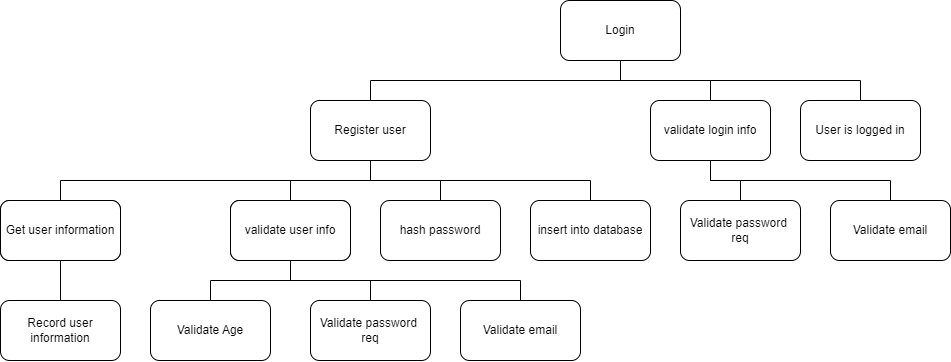 Login
Register user
validate login info
User is logged in
Get user information
validate user info
hash password
insert into database
Validate password
req
Validate email
Record user
information
Validate Age
Validate password
req
Validate email